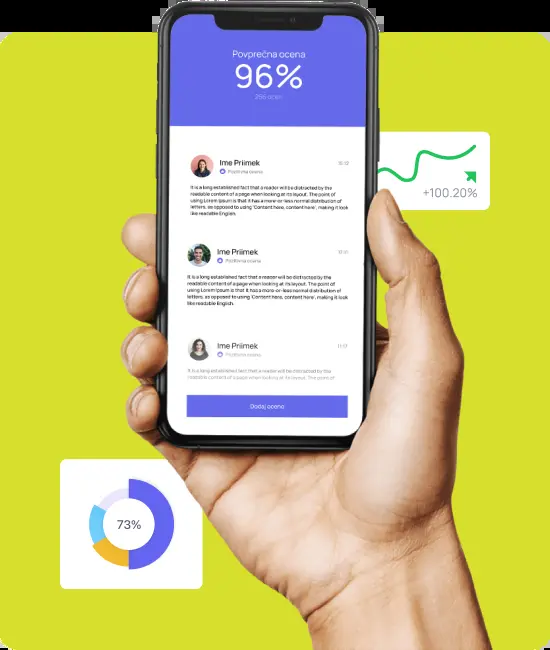 Povprečna ocena
96%
256 ocen
Ime Priimek
Pozitivna ocena
It is a long established fact that a reader will be distracted by the
readable content of a page when looking at its layout. The point of
using Lorem Ipsum is that it has a more-or-less normal distribution of
letters, as opposed to using 'Content here, content here', making it look
like readable English.
+100.20%
Ime Priimek
Pozitivna ocena
It is a long established fact that a reader will be distracted by the
readable content of a page when looking at its layout. The point of
using Lorem Ipsum is that it has a more-or-less normal distribution of
letters, as opposed to using 'Content here, content here', making it look
like readable English.
Ime Priimek
Pozitivna ocena
It is a long established fact that a reader will be distracted by the
readable content of a page when looking at its layout. The point of
Dodaj oceno
73%